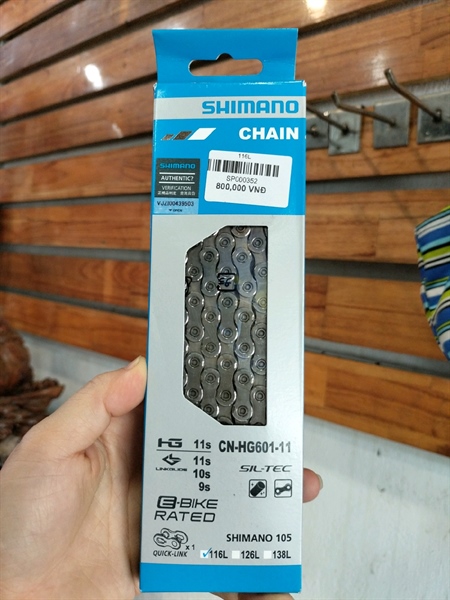 SHIMANO
CHAIN
116L
SP000352
800,000 VNĐ
SHIMANO
AUTHENTIC?
VERIFICATION
HG 11s CN-HG601-11
LINKGLIDE 11s SIL-TEC
10s
9s
E-BIKE
RATED
SHIMANO 105
QUICK-LINK x1 116L 126L 138L